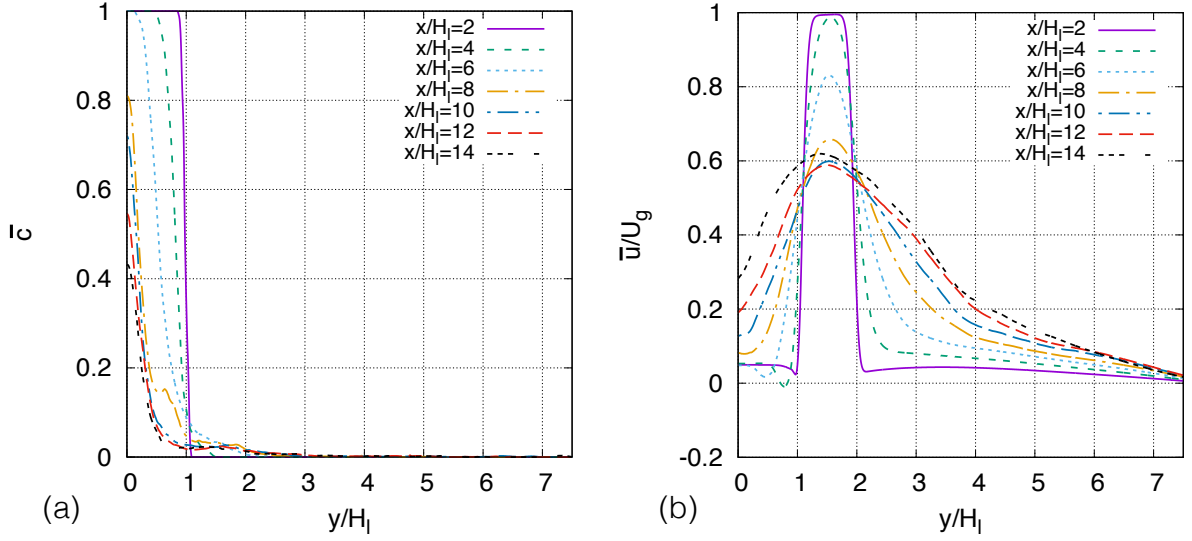 x/Hl=2
x/Hl=4
x/Hl=6
x/Hl=8
x/Hl=10
x/Hl=12
x/Hl=14
1
0.8
0.6
0.4
0.2
0
c̅
0 1 2 3 4 5 6 7
y/Hl
(a)
x/Hl=2
x/Hl=4
x/Hl=6
x/Hl=8
x/Hl=10
x/Hl=12
x/Hl=14
1
0.8
0.6
0.4
0.2
0
-0.2
u̅/Ug
0 1 2 3 4 5 6 7
y/Hl
(b)